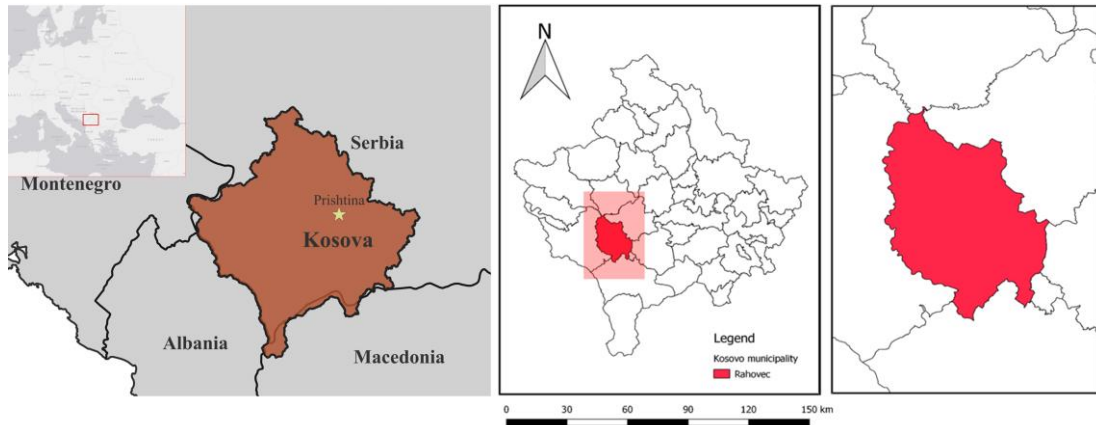 Serbia
Montenegro
Prishtina
Kosova
Albania
Macedonia
N
Legend
Kosovo municipality
Rahovec
0 30 60 90 120 150 km